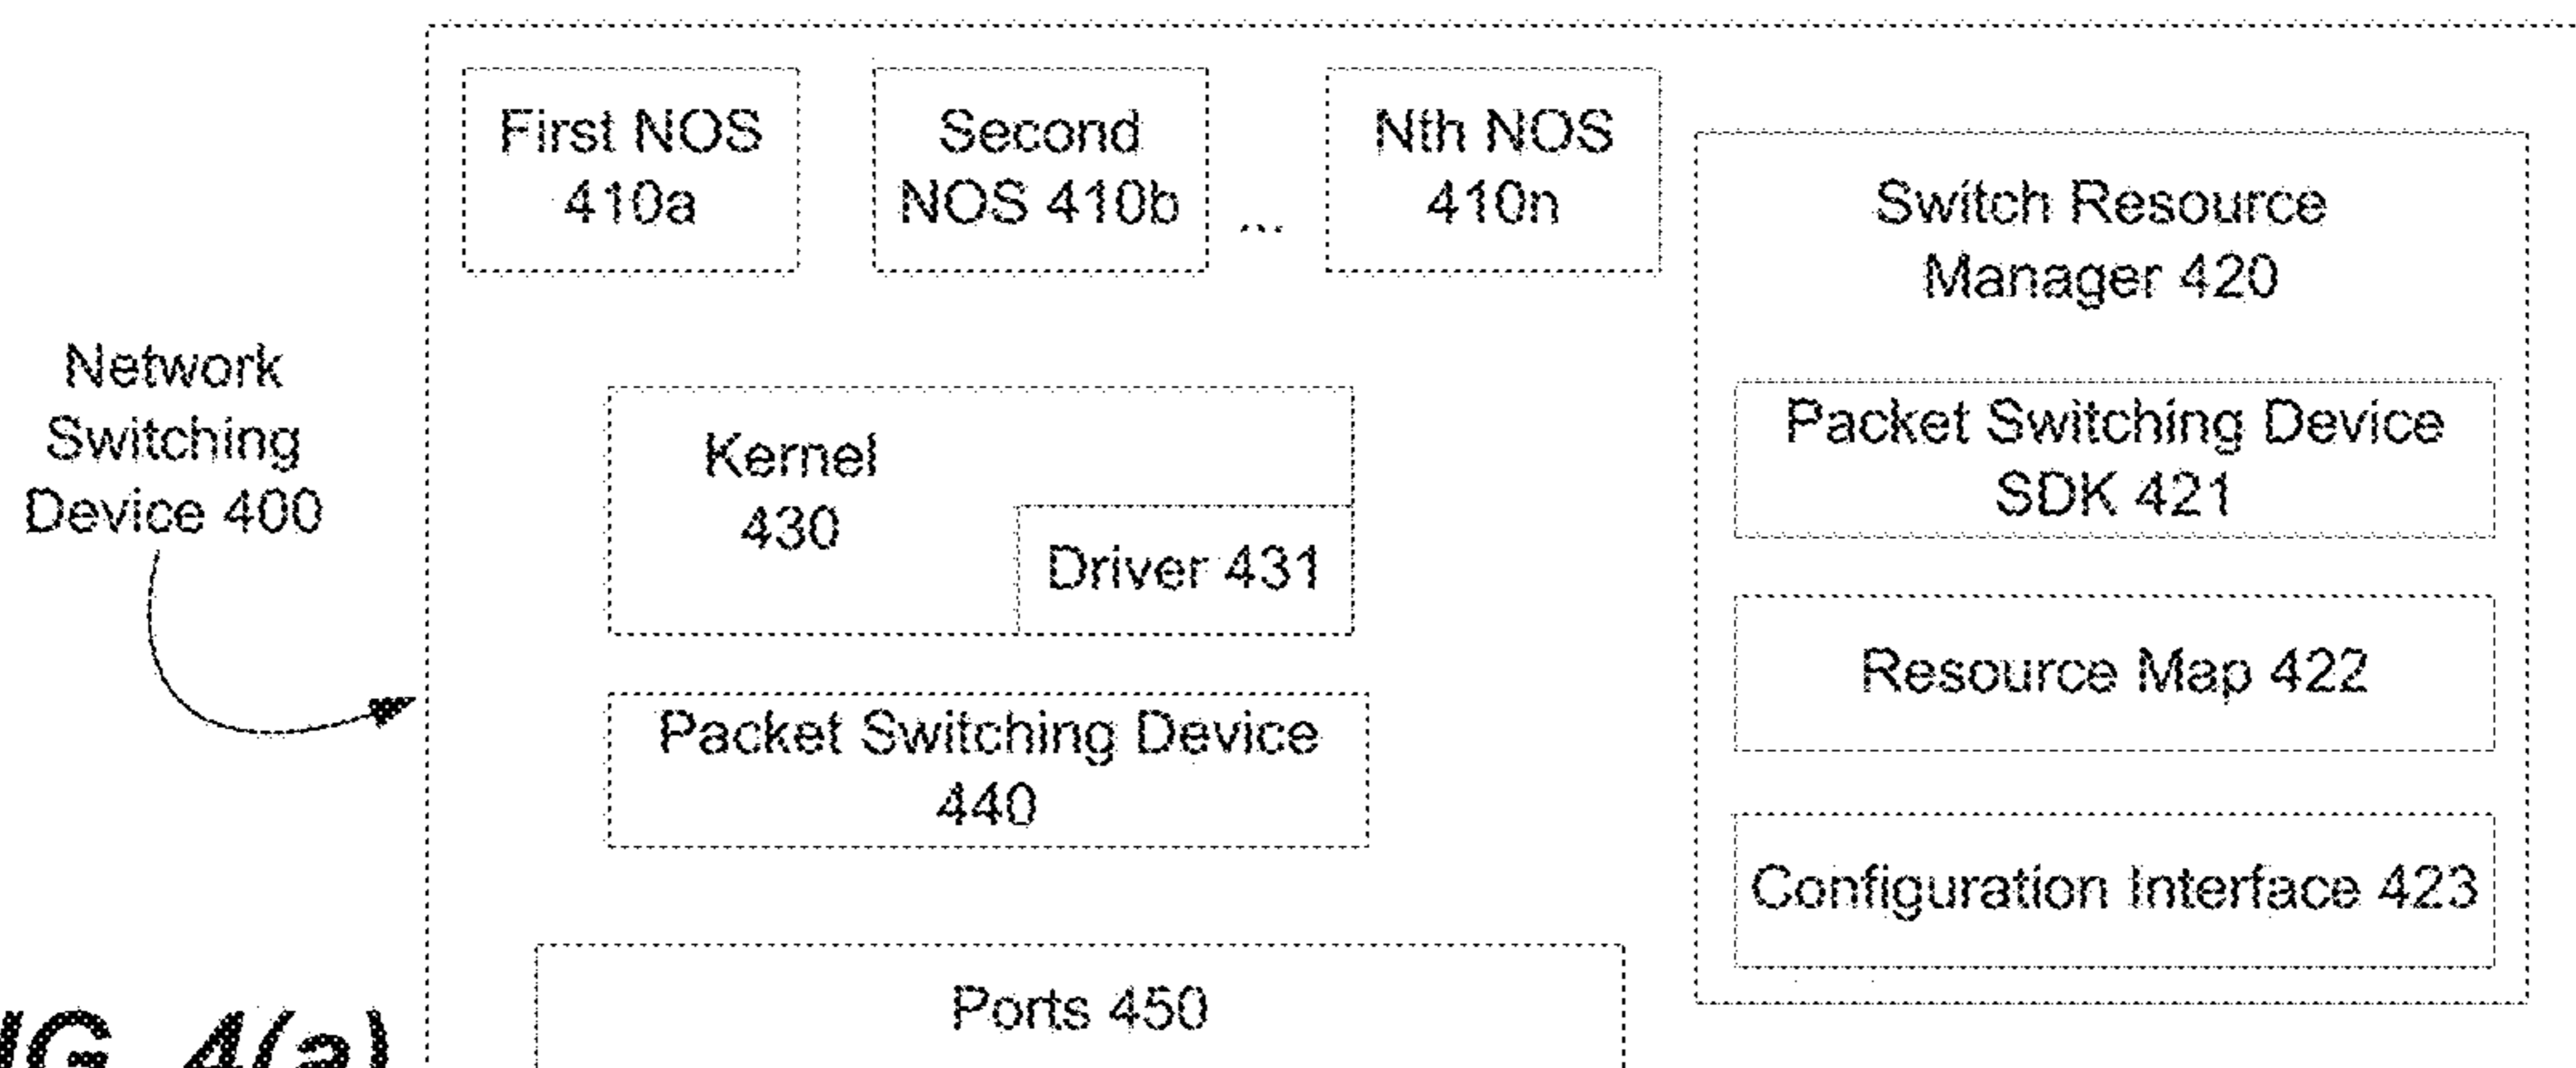 First NOS
410a
Second
NOS 410b
...
Nth NOS
410n
Switch Resource
Manager 420
Packet Switching Device
SDK 421
Resource Map 422
Configuration Interface 423
Network
Switching
Device 400
Kernel
430
Driver 431
Packet Switching Device
440
Ports 450
4(a)